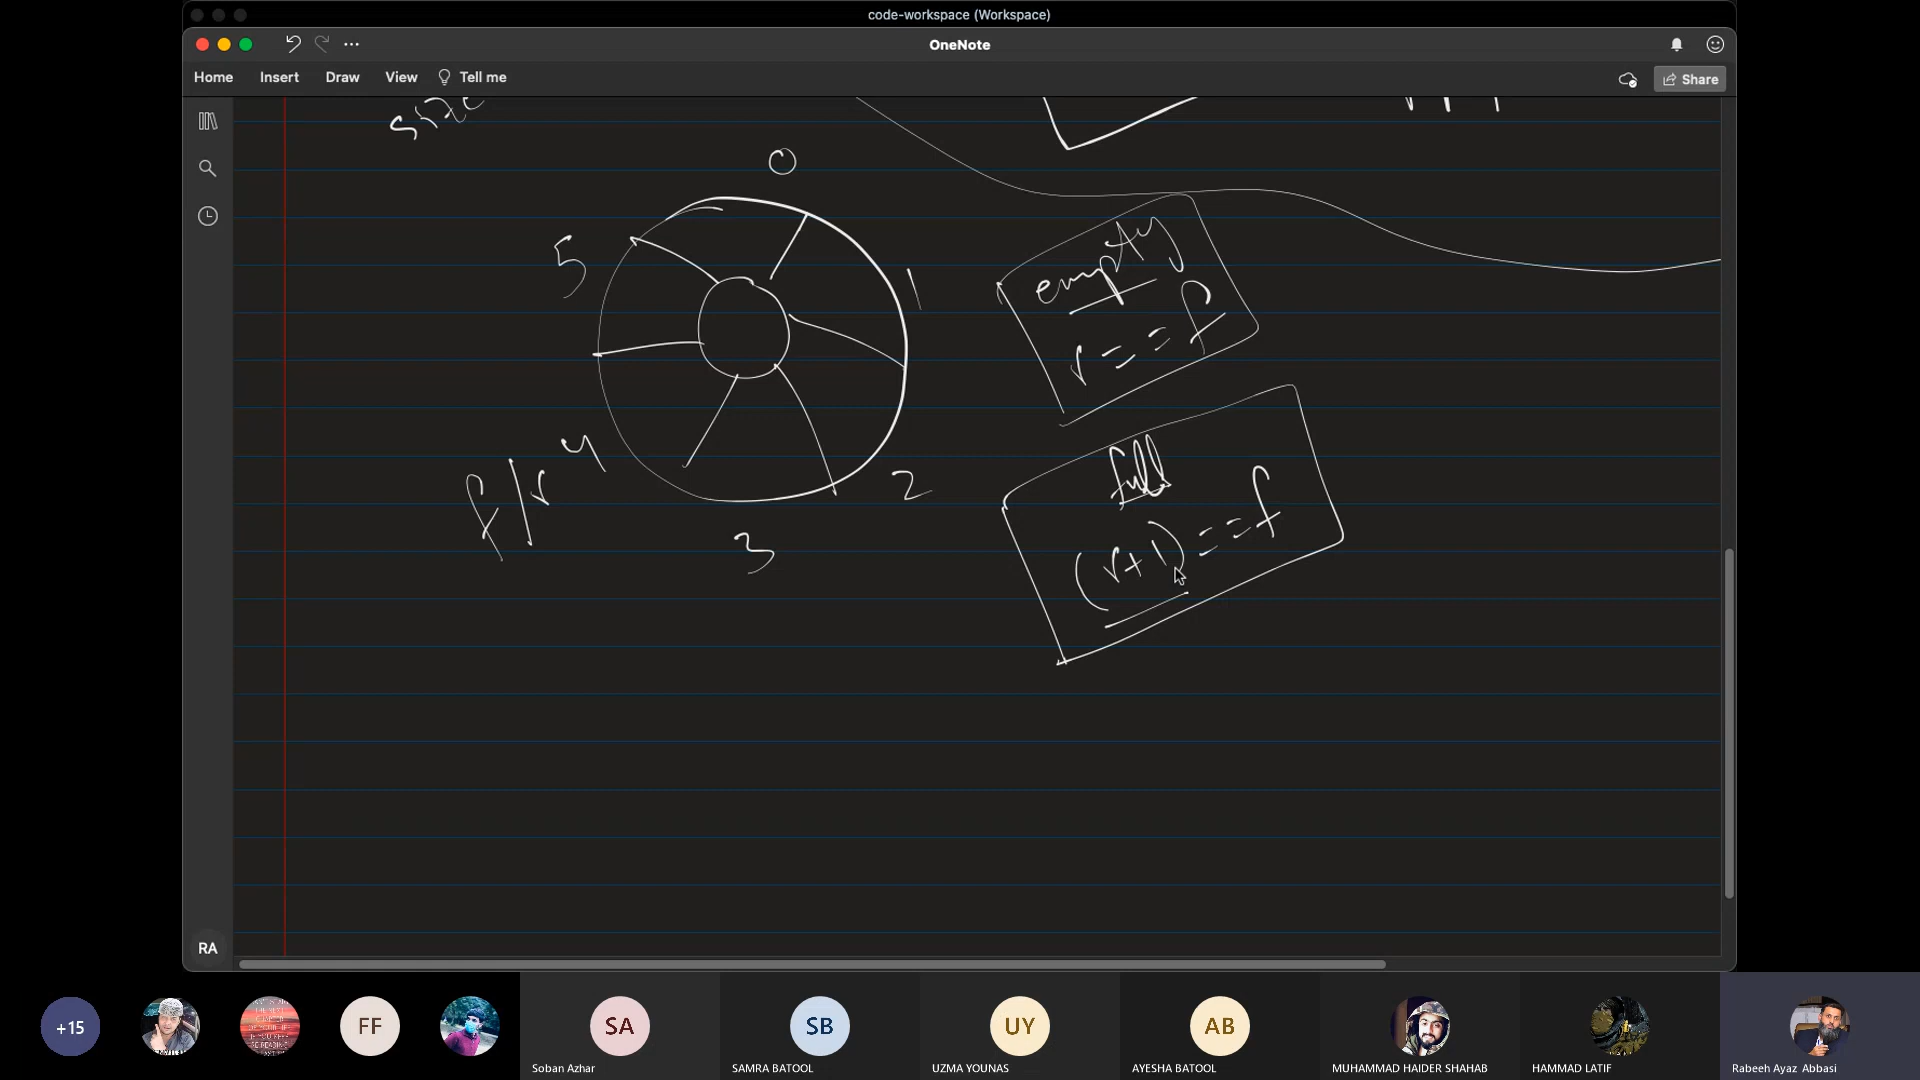 code-workspace (Workspace)
OneNote
Home Insert Draw View Tell me
Share
size
0
5
1
empty
r = = f
4
f/r
2
full
(r+1) = = f
3
RA
+15
FF
SA
SB
UY
AB
Soban Azhar
SAMRA BATOOL
UZMA YOUNAS
AYESHA BATOOL
MUHAMMAD HAIDER SHAHAB
HAMMAD LATIF
Rabeeh Ayaz Abbasi